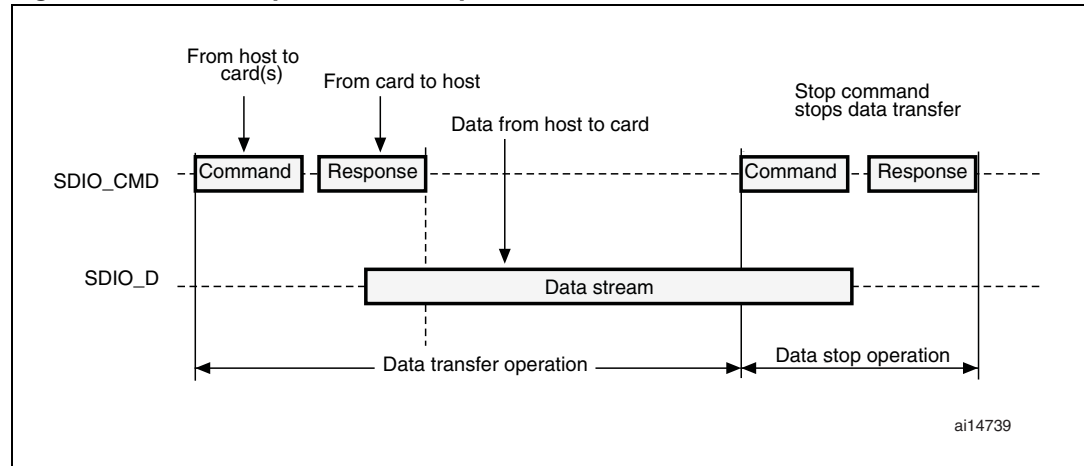 From host to
card(s)
From card to host
Data from host to card
Stop command
stops data transfer
SDIO_CMD
Command
Response
Command
Response
SDIO_D
Data stream
Data transfer operation
Data stop operation
ai14739